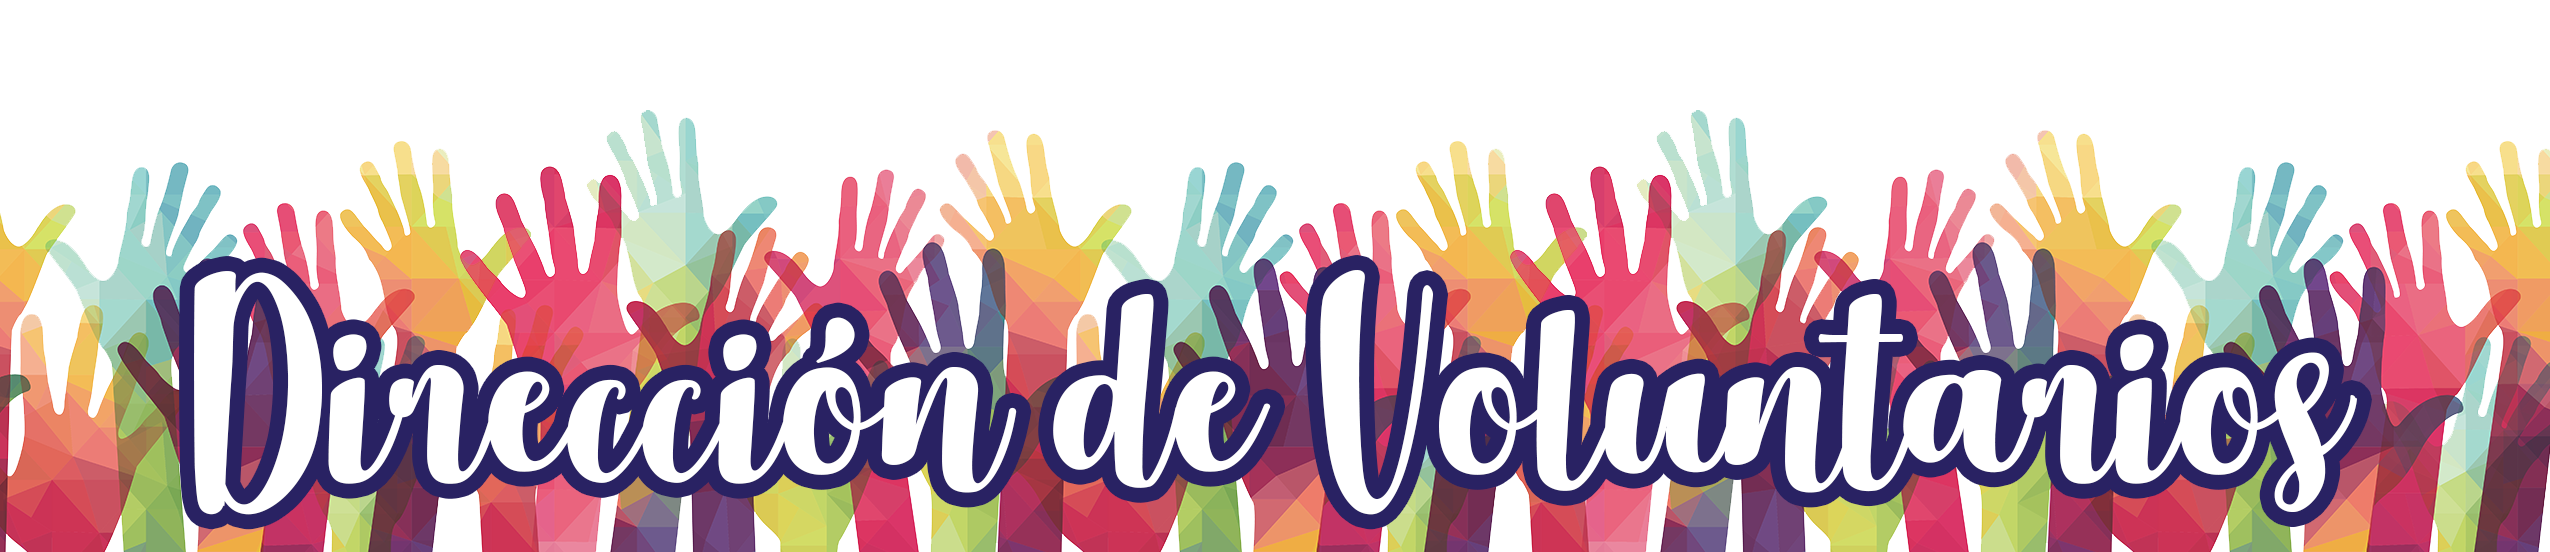 Dirección de Voluntarios